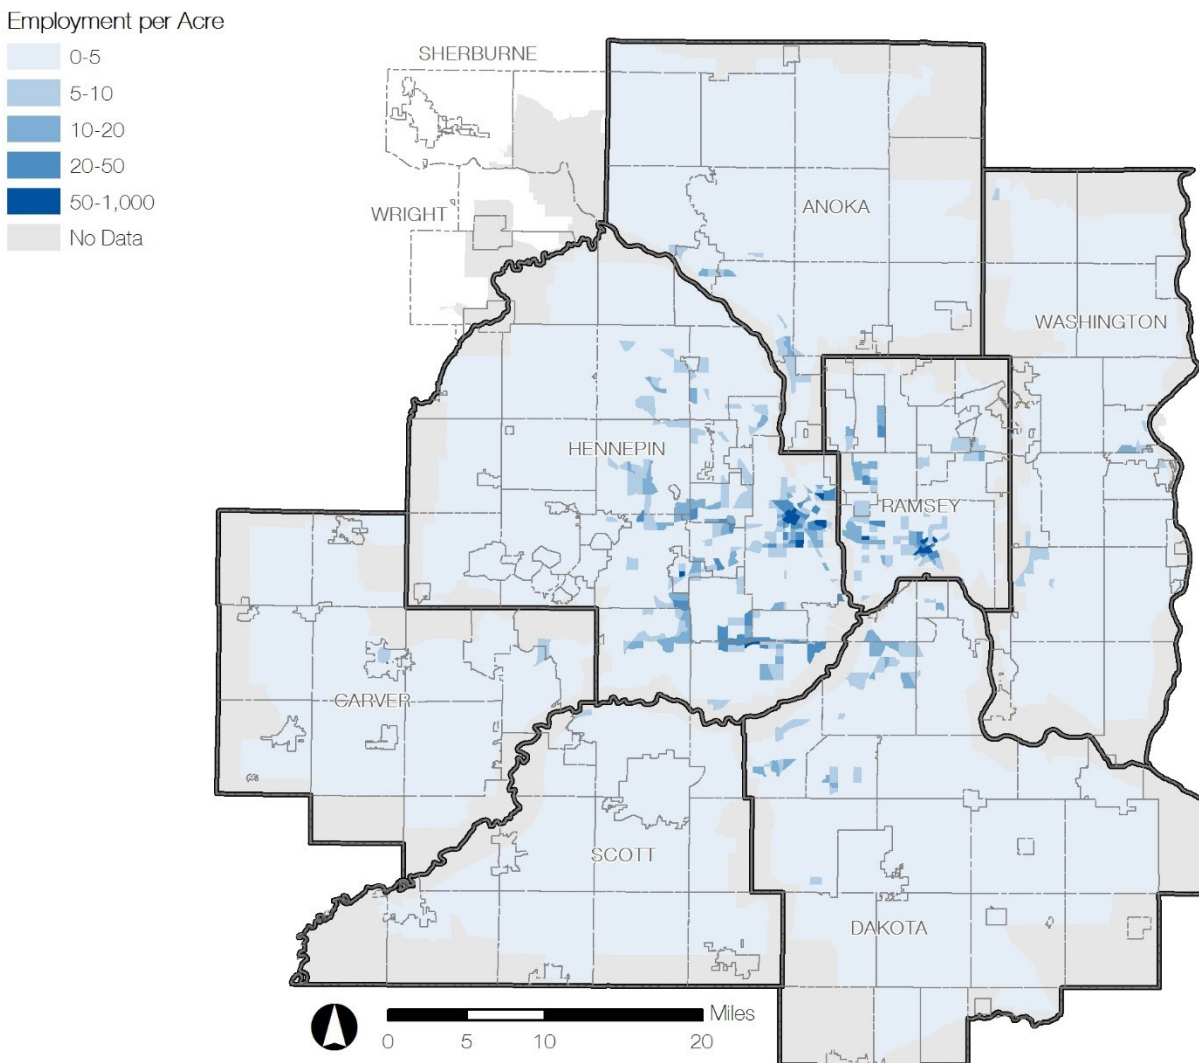 Employment per Acre
0-5
5-10
10-20
20-50
50-1,000
No Data
SHERBURNE
WRIGHT
ANOKA
WASHINGTON
HENNEPIN
RAMSEY
CARVER
SCOTT
DAKOTA
Miles
0 5 10 20